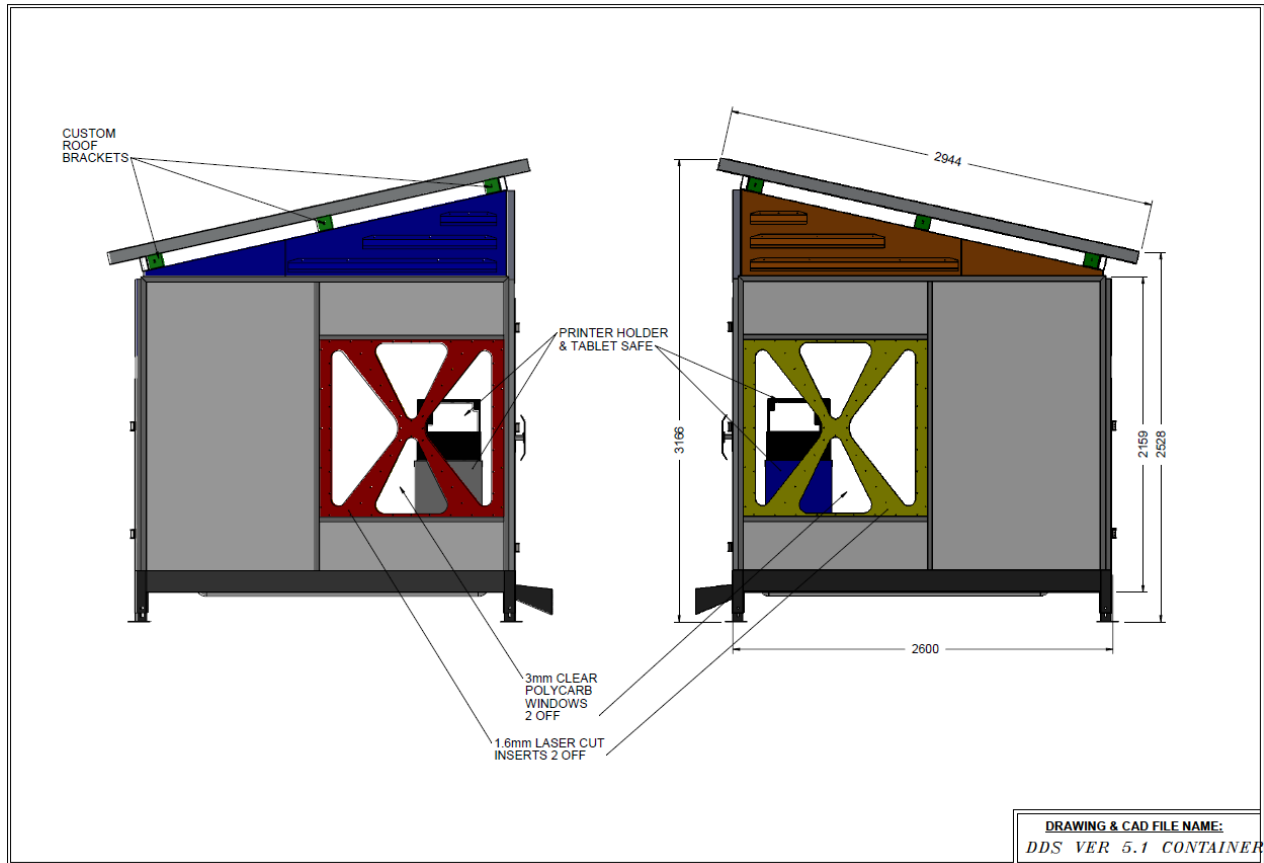 CUSTOM
ROOF
BRACKETS
2944
PRINTER HOLDER
& TABLET SAFE
3166
2159
2528
2600
3mm CLEAR
POLYCARB
WINDOWS
2 OFF
1.6mm LASER CUT
INSERTS 2 OFF
DRAWING & CAD FILE NAME:
DDS VER 5.1 CONTAINER